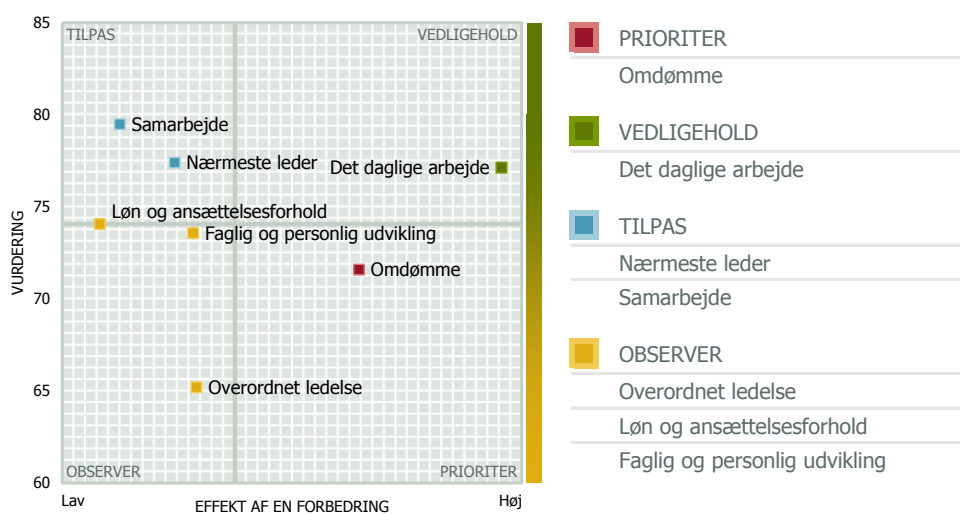 85
TILPAS
VEDLIGEHOLD
80
Samarbejde
Nærmeste leder
Det daglige arbejde
75
Løn og ansættelsesforhold
Faglig og personlig udvikling
Omdømme
70
VURDERING
65
Overordnet ledelse
OBSERVER
PRIORITER
60
Lav
EFFEKT AF EN FORBEDRING
Høj
PRIORITER
Omdømme
VEDLIGEHOLD
Det daglige arbejde
TILPAS
Nærmeste leder
Samarbejde
OBSERVER
Overordnet ledelse
Løn og ansættelsesforhold
Faglig og personlig udvikling